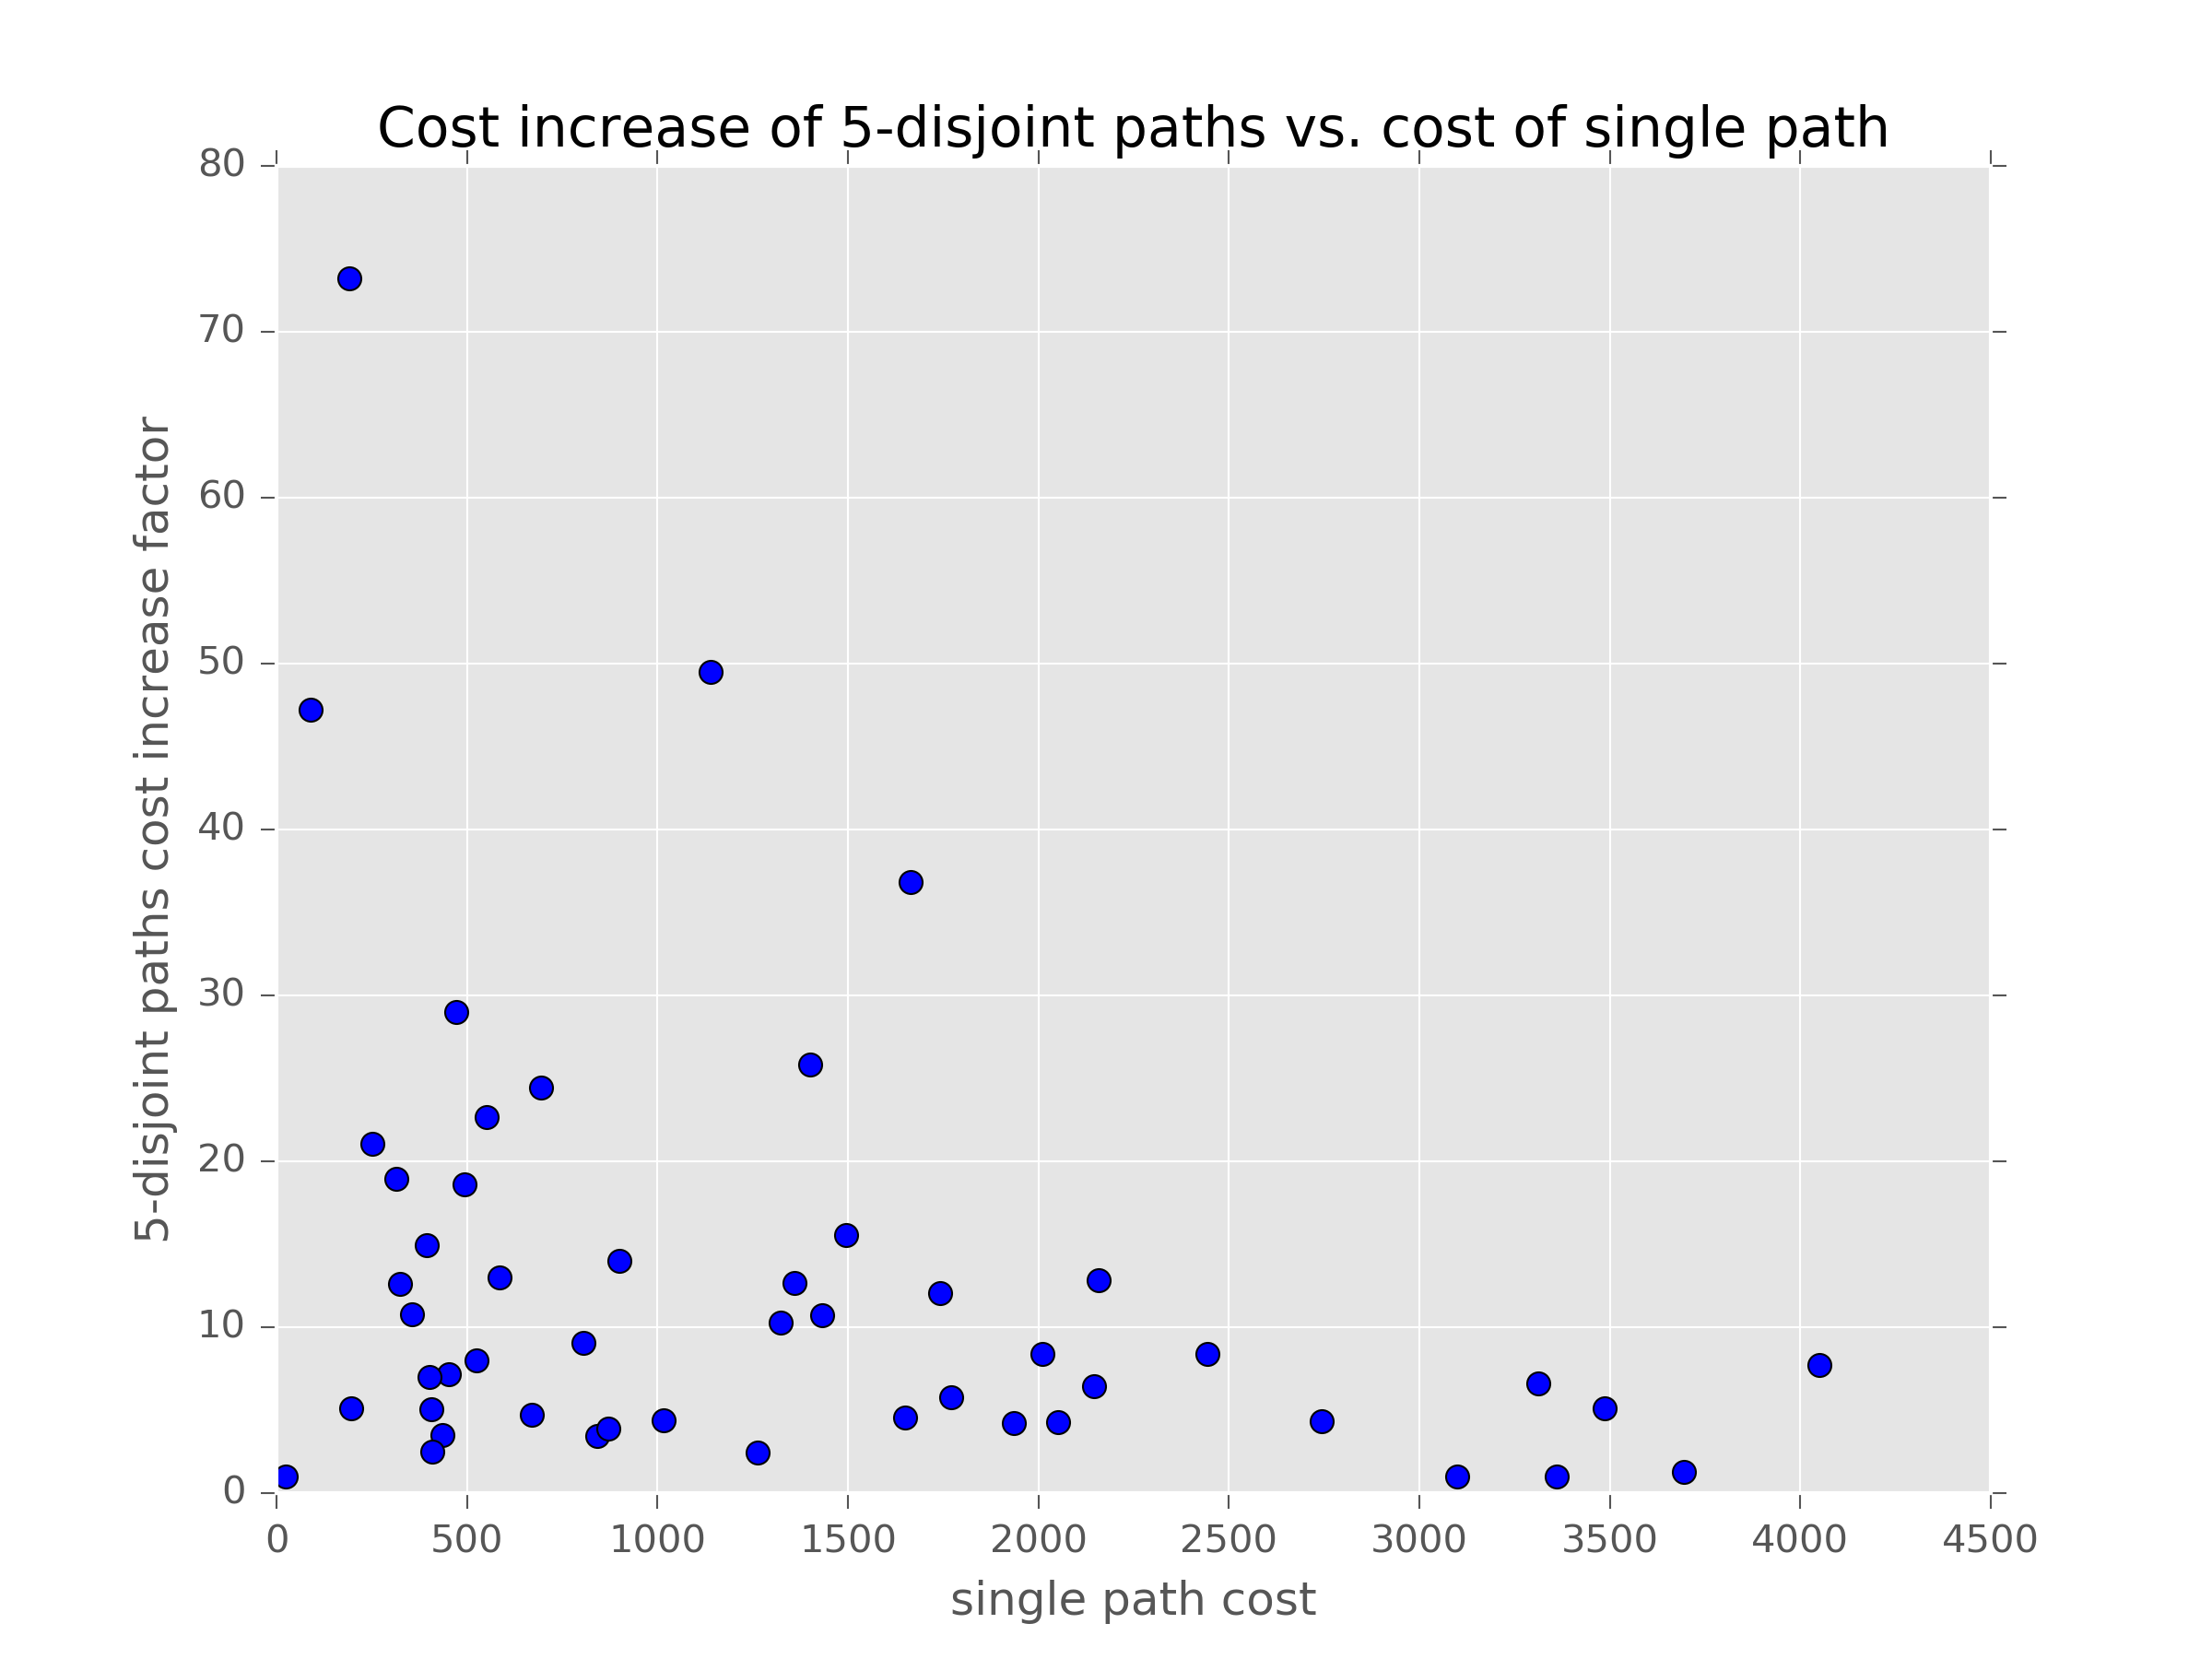 Cost increase of 5-disjoint paths vs. cost of single path
80
70
60
50
40
30
20
10
0
5-disjoint paths cost increase factor
0 500 1000 1500 2000 2500 3000 3500 4000 4500
single path cost